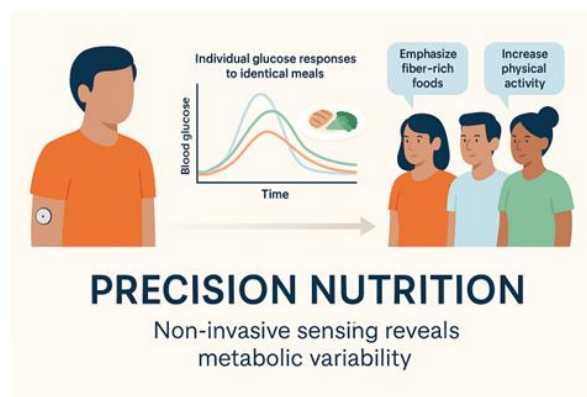 Individual glucose responses
to identical meals
Blood glucose
Time
Emphasize
fiber-rich
foods
Increase
physical
activity
PRECISION NUTRITION
Non-invasive sensing reveals
metabolic variability